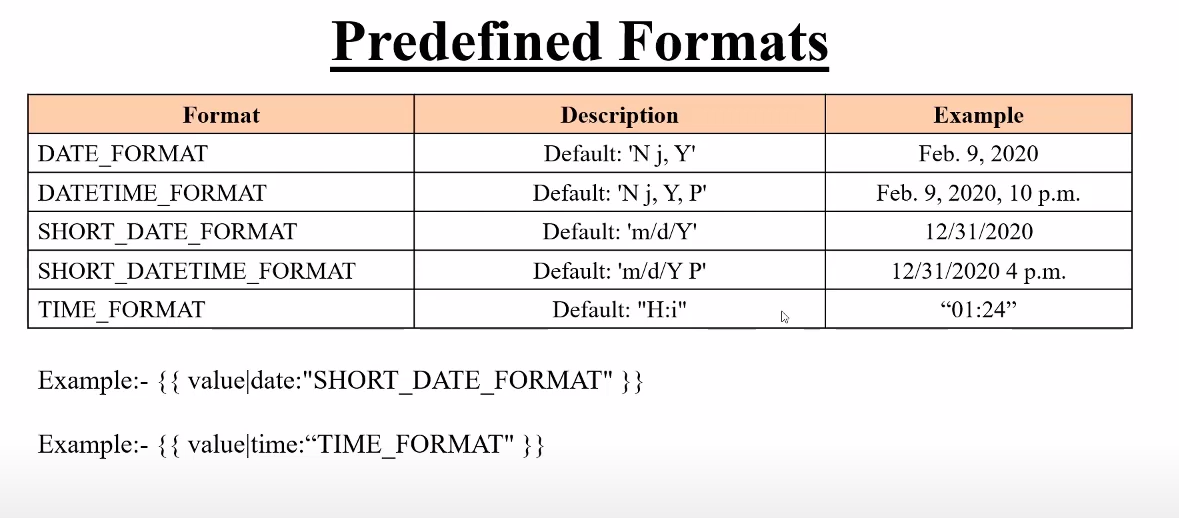 Predefined Formats
Format Description Example
DATE_FORMAT Default: 'N j, Y' Feb. 9, 2020
DATETIME_FORMAT Default: 'N j, Y, P' Feb. 9, 2020, 10 p.m.
SHORT_DATE_FORMAT Default: 'm/d/Y' 12/31/2020
SHORT_DATETIME_FORMAT Default: 'm/d/Y P' 12/31/2020 4 p.m.
TIME_FORMAT Default: "H:i" “01:24”
Example:- {{ value|date:"SHORT_DATE_FORMAT" }}
Example:- {{ value|time:“TIME_FORMAT" }}